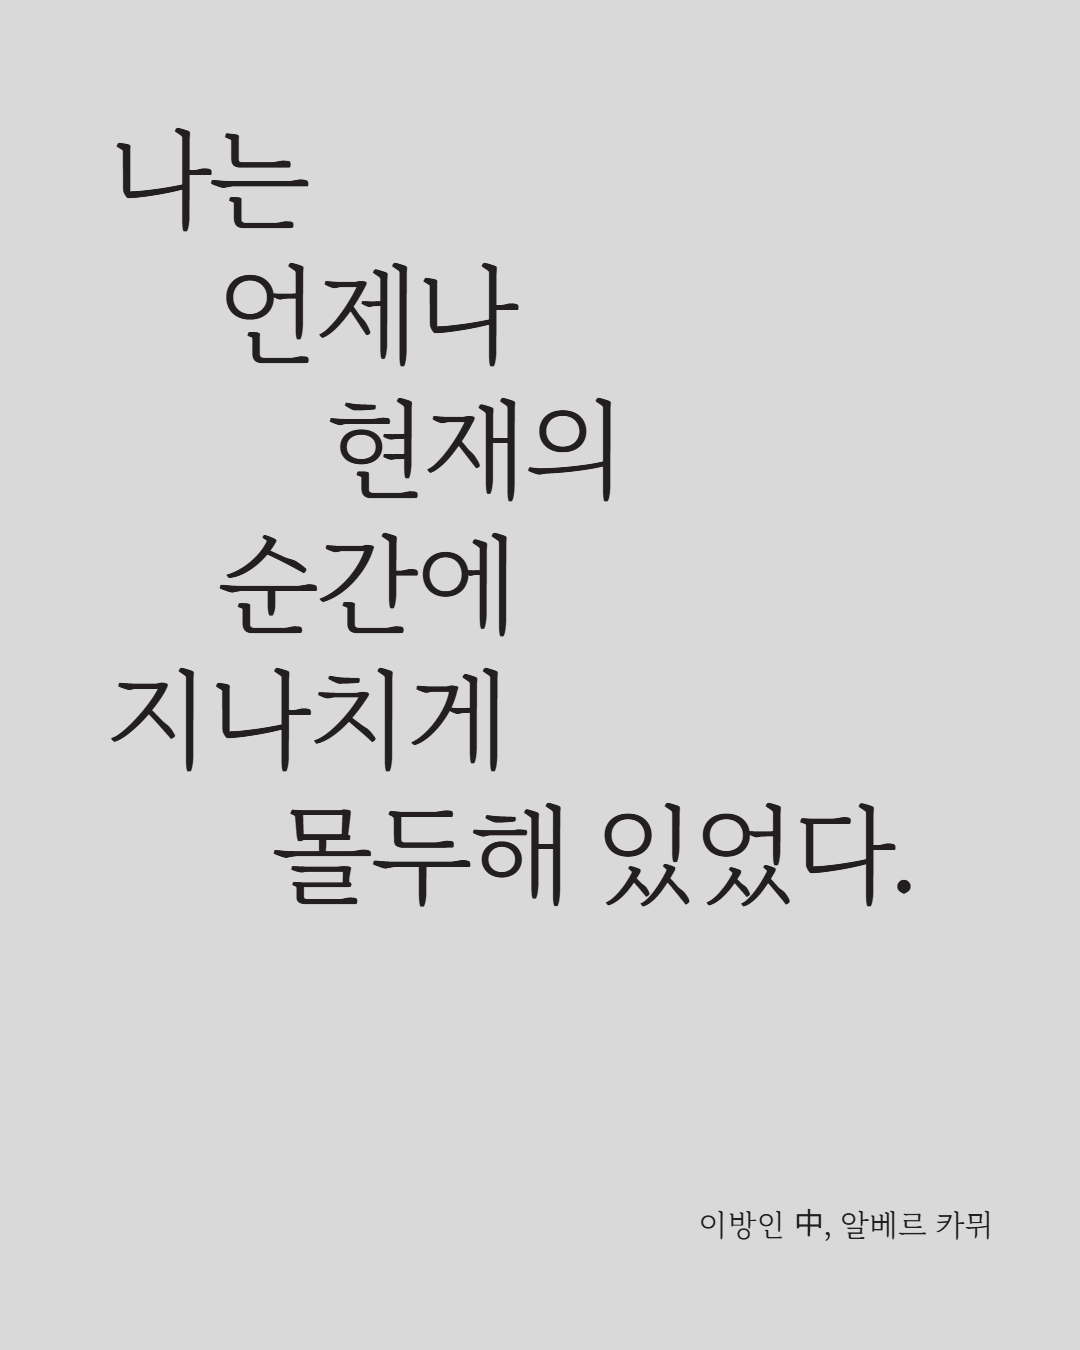 나는
언제나
현재의
순간에
지나치게
몰두해 있었다.
이방인 中, 알베르 카뮈